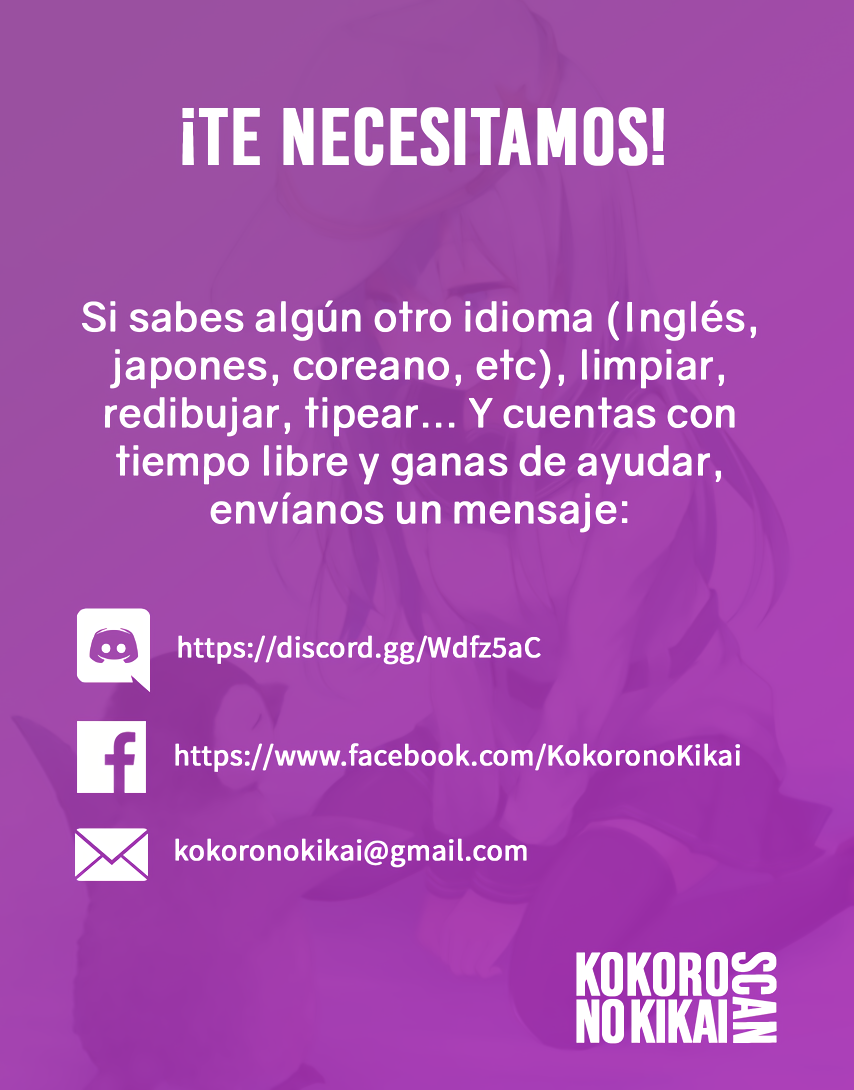 ¡TE NECESITAMOS!
Si sabes algún otro idioma (Inglés,
japones, coreano, etc), limpiar,
redibujar, tipear... Y cuentas con
tiempo libre y ganas de ayudar,
envíanos un mensaje:
https://discord.gg/Wdfz5aC
https://www.facebook.com/KokoronoKikai
kokoronokikai@gmail.com
KOKORO
NO KIKAI
SCAN